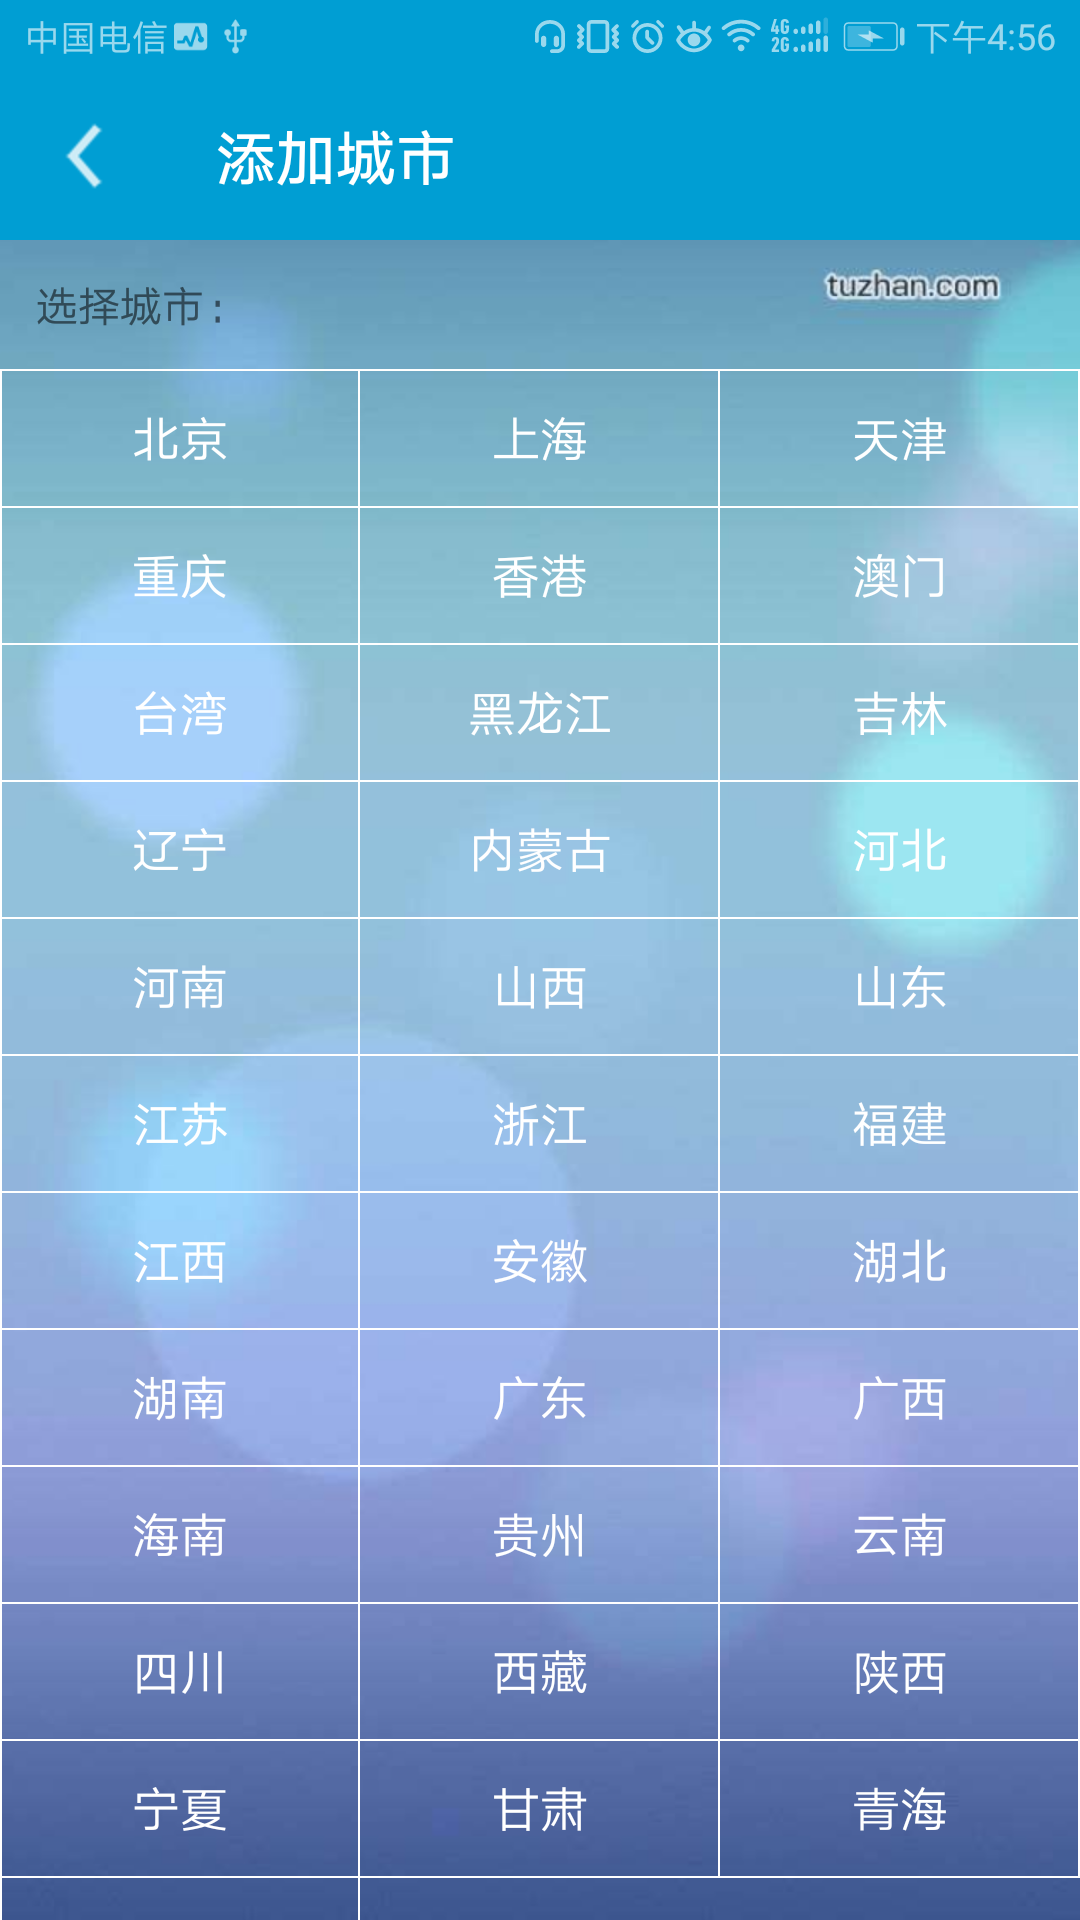 中国电信 4G 2G 下午4:56
添加城市
tuzhan.com
选择城市:
北京 上海 天津
重庆 香港 澳门
台湾 黑龙江 吉林
辽宁 内蒙古 河北
河南 山西 山东
江苏 浙江 福建
江西 安徽 湖北
湖南 广东 广西
海南 贵州 云南
四川 西藏 陕西
宁夏 甘肃 青海